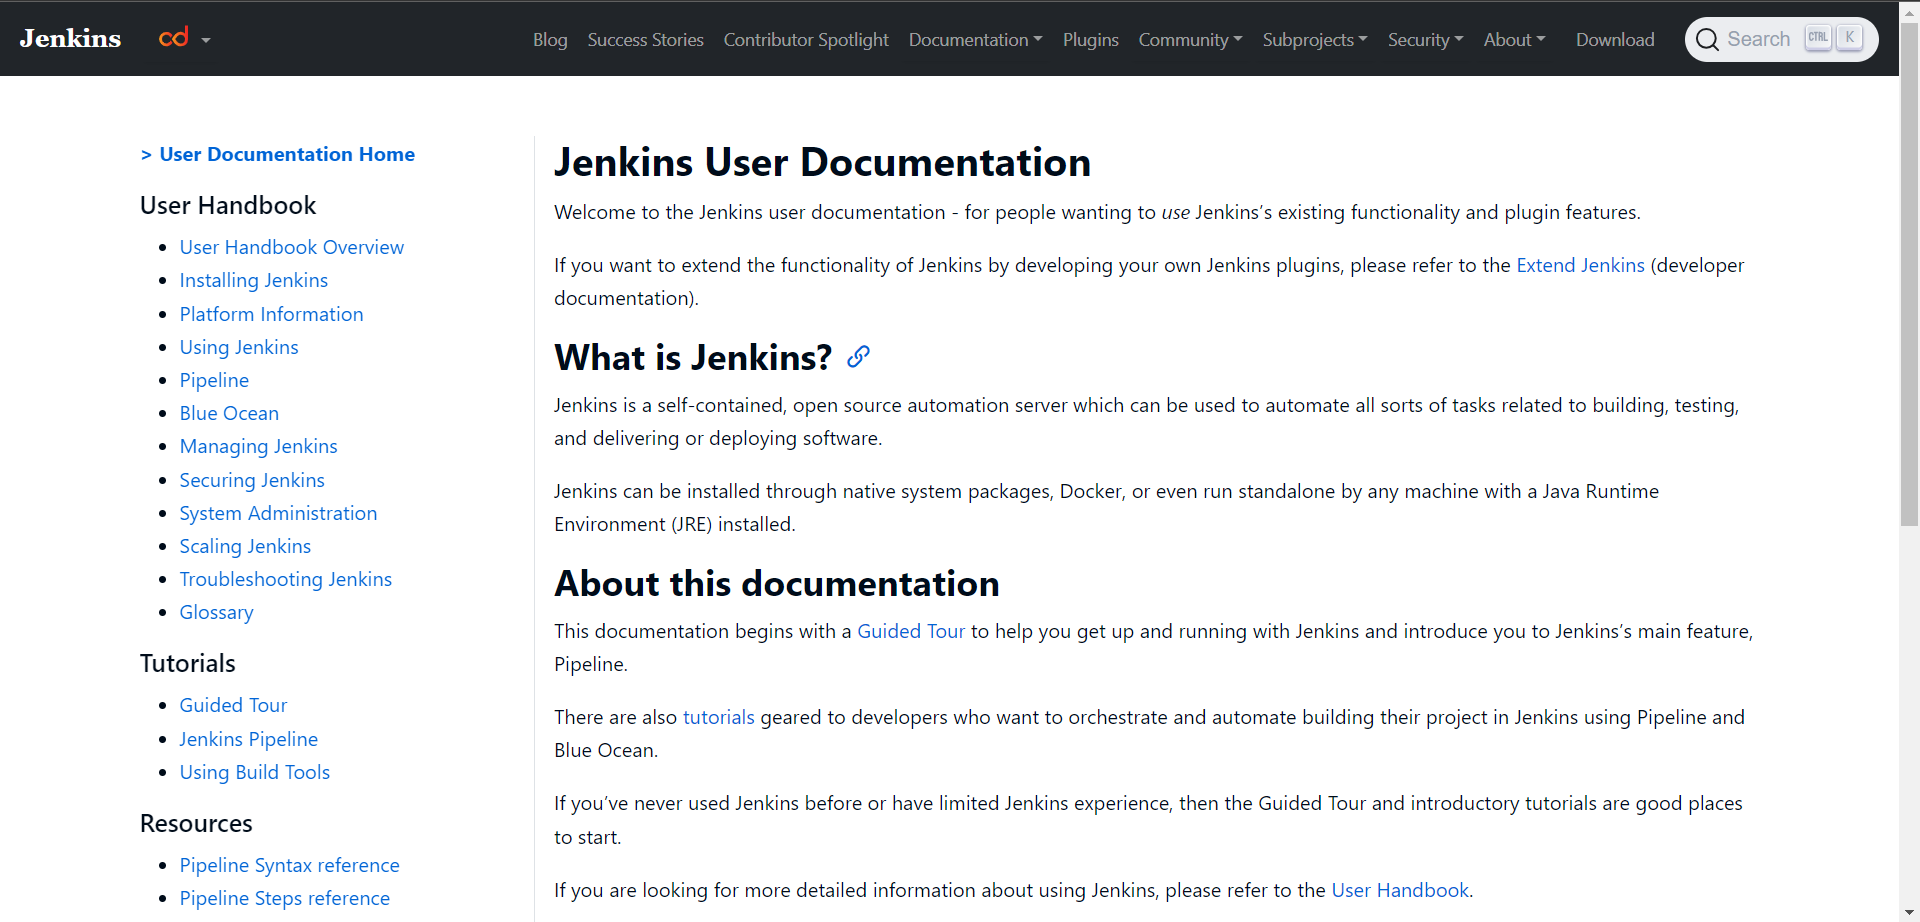 Jenkins
Blog Success Stories Contributor Spotlight Documentation Plugins Community Subprojects Security About Download
Search CTRL K
> User Documentation Home
User Handbook
User Handbook Overview
Installing Jenkins
Platform Information
Using Jenkins
Pipeline
Blue Ocean
Managing Jenkins
Securing Jenkins
System Administration
Scaling Jenkins
Troubleshooting Jenkins
Glossary
Tutorials
Guided Tour
Jenkins Pipeline
Using Build Tools
Resources
Pipeline Syntax reference
Pipeline Steps reference
Jenkins User Documentation
Welcome to the Jenkins user documentation - for people wanting to use Jenkins’s existing functionality and plugin features.
If you want to extend the functionality of Jenkins by developing your own Jenkins plugins, please refer to the Extend Jenkins (developer
documentation).
What is Jenkins?
Jenkins is a self-contained, open source automation server which can be used to automate all sorts of tasks related to building, testing,
and delivering or deploying software.
Jenkins can be installed through native system packages, Docker, or even run standalone by any machine with a Java Runtime
Environment (JRE) installed.
About this documentation
This documentation begins with a Guided Tour to help you get up and running with Jenkins and introduce you to Jenkins’s main feature,
Pipeline.
There are also tutorials geared to developers who want to orchestrate and automate building their project in Jenkins using Pipeline and
Blue Ocean.
If you’ve never used Jenkins before or have limited Jenkins experience, then the Guided Tour and introductory tutorials are good places
to start.
If you are looking for more detailed information about using Jenkins, please refer to the User Handbook.